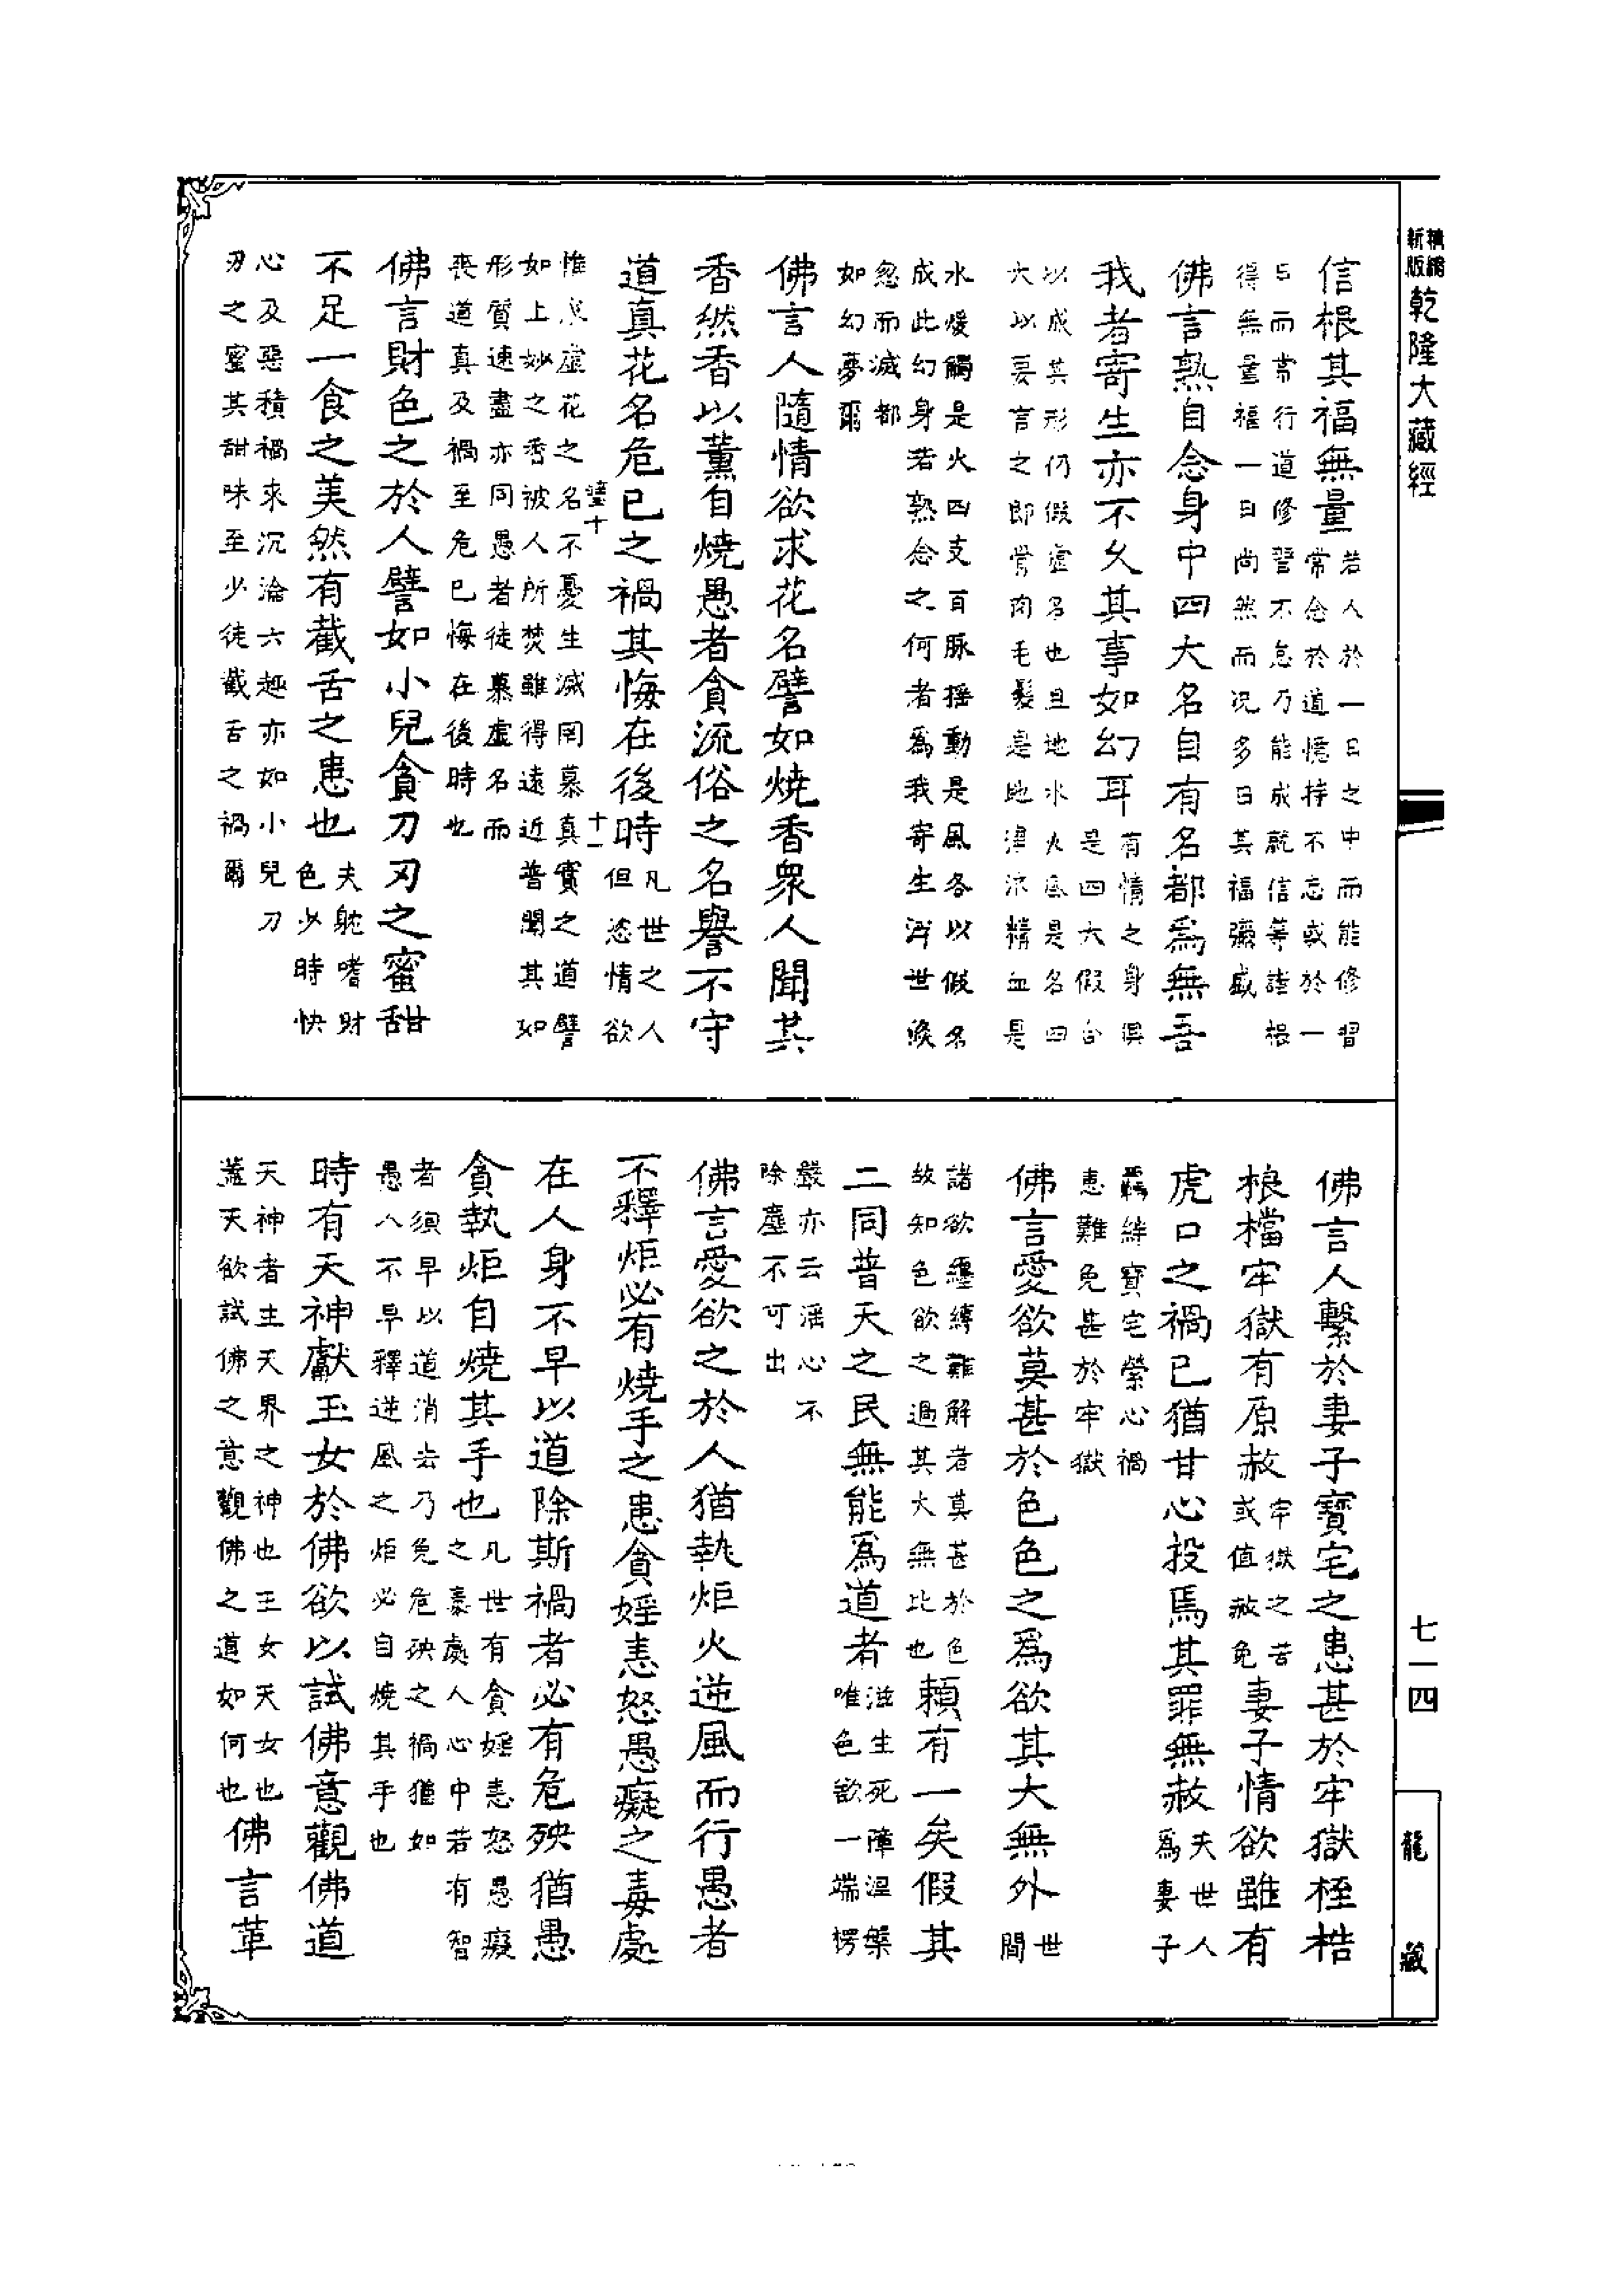 精縮
新版
乾隆大藏經
信根其福無量
若人於一日之中而能修習
常念於道憶持不忘或於一
日而常行道修習不怠乃能成就信等諸根
得無量福一日尚然而況多日其福彌盛
佛言熟自念身中四大名自有名都爲無吾
我者寄生亦不久其事如幻耳
有情之身俱
是四大假合
以成其形仍假虛名也且地水火風是名四
大以要言之即骨肉毛髮是地津液精血是
水煖觸是火四支百脉搖動是風各以假名
成此幻身若熟念之何者爲我寄生浮世倏
忽而滅都
如幻夢爾
佛言人隨情欲求花名譬如燒香衆人聞其
香然香以薰自燒愚者貪流俗之名譽不守
道真花名危已之禍其悔在後時
凡世之人
但恣情欲
十
十一
惟求虛花之名不憂生滅罔慕真實之道譬
如上妙之香被人所焚雖得遠近普聞其如
形質速盡亦同愚者徒慕虛名而
喪道真及禍至危已悔在後時也
佛言財色之於人譬如小兒貪刀刃之蜜甜
不足一食之美然有截舌之患也
夫躭嗜財
色少時快
心及惡積禍來沉淪六趣亦如小兒刀
刃之蜜其甜味至少徒截舌之禍爾
佛言人繫於妻子寶宅之患甚於牢獄桎梏
桹檔牢獄有原赦
牢獄之苦
或值赦免
妻子情欲雖有
虎口之禍已猶甘心投焉其罪無赦
夫世人
爲妻子
羈絆寶宅縈心禍
患難免甚於牢獄
佛言愛欲莫甚於色色之爲欲其大無外
世
間
諸欲纏縛難解者莫甚於色
故知色欲之過其大無比也
賴有一矣假其
二同普天之民無能爲道者
滋生死障涅槃
唯色欲一端楞
嚴亦云淫心不
除塵不可出
佛言愛欲之於人猶執炬火逆風而行愚者
不釋炬必有燒手之患貪婬恚怒愚癡之毒處
在人身不早以道除斯禍者必有危殃猶愚
貪執炬自燒其手也
凡世有貪婬恚怒愚癡
之毒處人心中若有智
者須早以道消去乃免危殃之禍猶如
愚人不早釋逆風之炬必自燒其手也
時有天神獻玉女於佛欲以試佛意觀佛道
天神者主天界之神也玉女天女也
蓋天欲試佛之意觀佛之道如何也
佛言革
七一四
龍藏